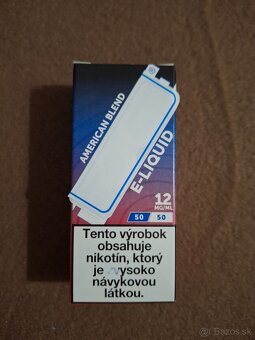 AMERICAN BLEND
E-LIQUID
12
MG/ML
50 50
Tento výrobok
obsahuje
nikotín, ktorý
je vysoko
návykovou
látkou.
Bazos.sk